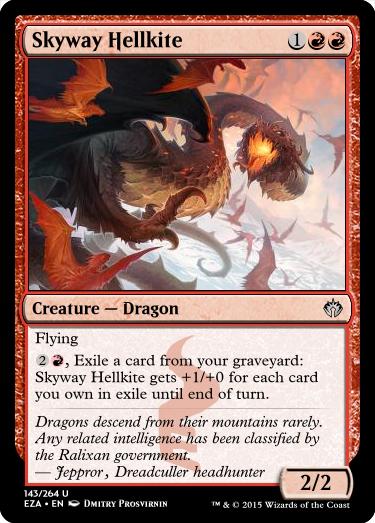 Skyway Hellkite 1
Creature — Dragon
Flying
2, Exile a card from your graveyard:
Skyway Hellkite gets +1/+0 for each card
you own in exile until end of turn.
Dragons descend from their mountains rarely.
Any related intelligence has been classified
by the Ralixan government.
— Jeppror, Dreadculler headhunter
2/2
143/264 U
EZA • EN DMITRY PROSVIRNIN
™ & © 2015 Wizards of the Coast